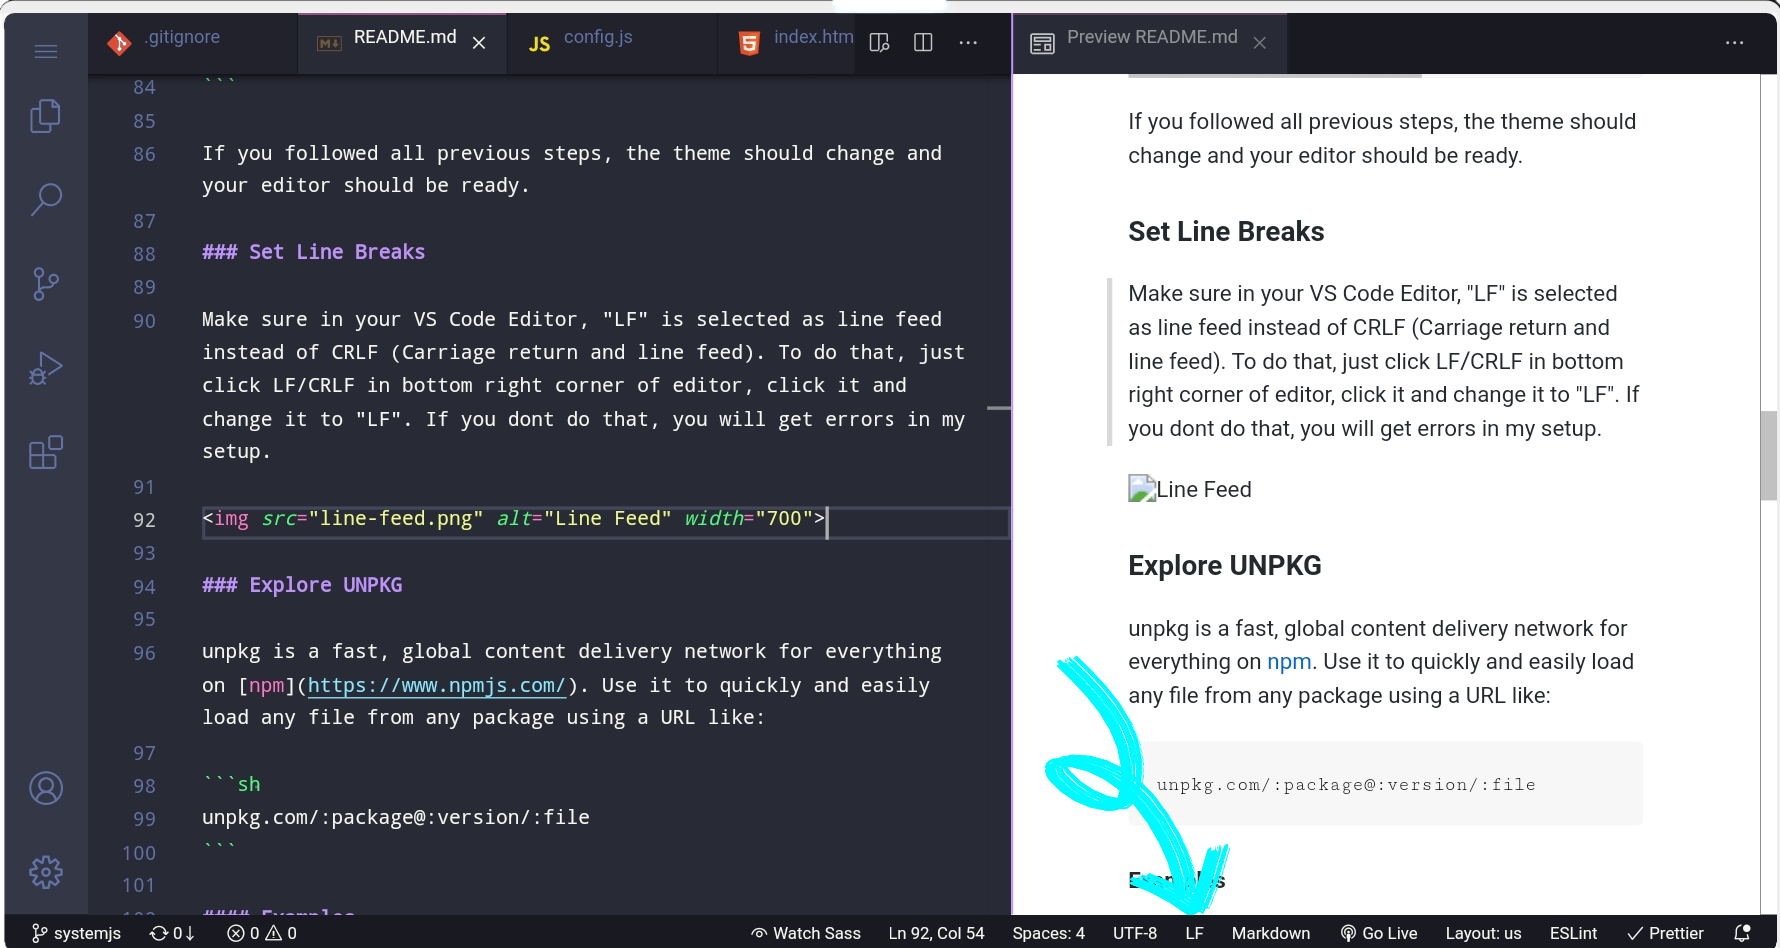 .gitignore
README.md
JS config.js
index.htm
Preview README.md
84 ```
85
86 If you followed all previous steps, the theme should change and
your editor should be ready.
87
88 ### Set Line Breaks
89
90 Make sure in your VS Code Editor, "LF" is selected as line feed
instead of CRLF (Carriage return and line feed). To do that, just
click LF/CRLF in bottom right corner of editor, click it and
change it to "LF". If you dont do that, you will get errors in my
setup.
91
92 <img src="line-feed.png" alt="Line Feed" width="700">
93
94 ### Explore UNPKG
95
96 unpkg is a fast, global content delivery network for everything
on [npm](https://www.npmjs.com/). Use it to quickly and easily
load any file from any package using a URL like:
97
98 ```sh
99 unpkg.com/:package@:version/:file
100 ```
101
#### Examples
If you followed all previous steps, the theme should
change and your editor should be ready.
Set Line Breaks
Make sure in your VS Code Editor, "LF" is selected
as line feed instead of CRLF (Carriage return and
line feed). To do that, just click LF/CRLF in bottom
right corner of editor, click it and change it to "LF". If
you dont do that, you will get errors in my setup.
Line Feed
Explore UNPKG
unpkg is a fast, global content delivery network for
everything on npm. Use it to quickly and easily load
any file from any package using a URL like:
unpkg.com/:package@:version/:file
Examples
systemjs 0↓ 0 0 Watch Sass Ln 92, Col 54 Spaces: 4 UTF-8 LF Markdown Go Live Layout: us ESLint Prettier